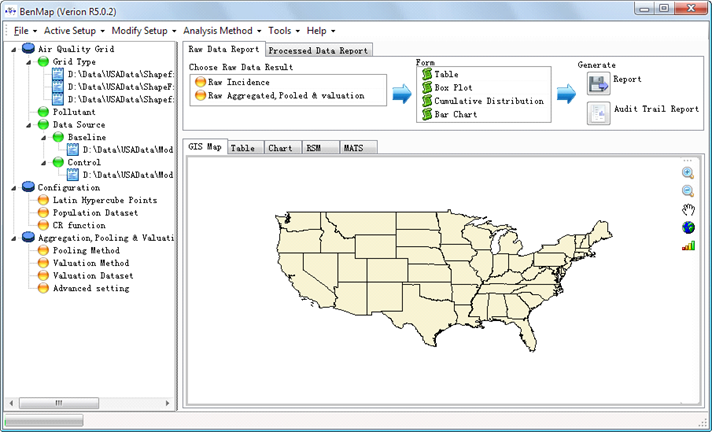 BenMap (Verion R5.0.2)
File Active Setup Modify Setup Analysis Method Tools Help
Air Quality Grid
Grid Type
D:\Data\USAData\Shapef:
D:\Data\USAData\ShapeF:
D:\Data\USAData\Shapef:
Pollutant
Data Source
Baseline
D:\Data\USAData\Mod
Control
D:\Data\USAData\Mod
Configuration
Latin Hypercube Points
Population Dataset
CR function
Aggregation,Pooling & Valuati
Pooling Method
Valuation Method
Valuation Dataset
Advanced setting
Raw Data Report Processed Data Report
Choose Raw Data Result
Raw Incidence
Raw Aggregated,Pooled & valuation
Form
Table
Box Plot
Cumulative Distribution
Bar Chart
Generate
Report
Audit Trail Report
GIS Map Table Chart RSM MATS